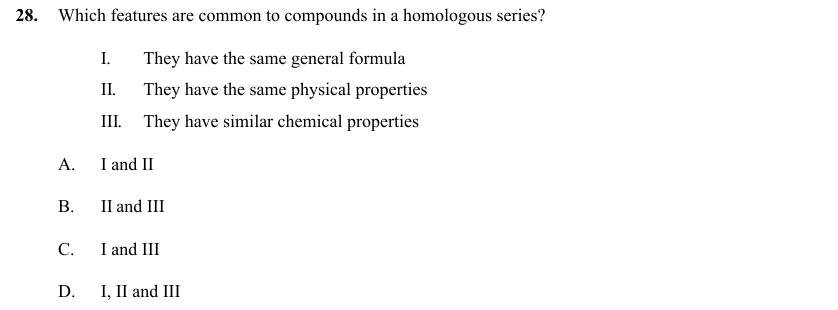 28. Which features are common to compounds in a homologous series?
I. They have the same general formula
II. They have the same physical properties
III. They have similar chemical properties
A. I and II
B. II and III
C. I and III
D. I, II and III